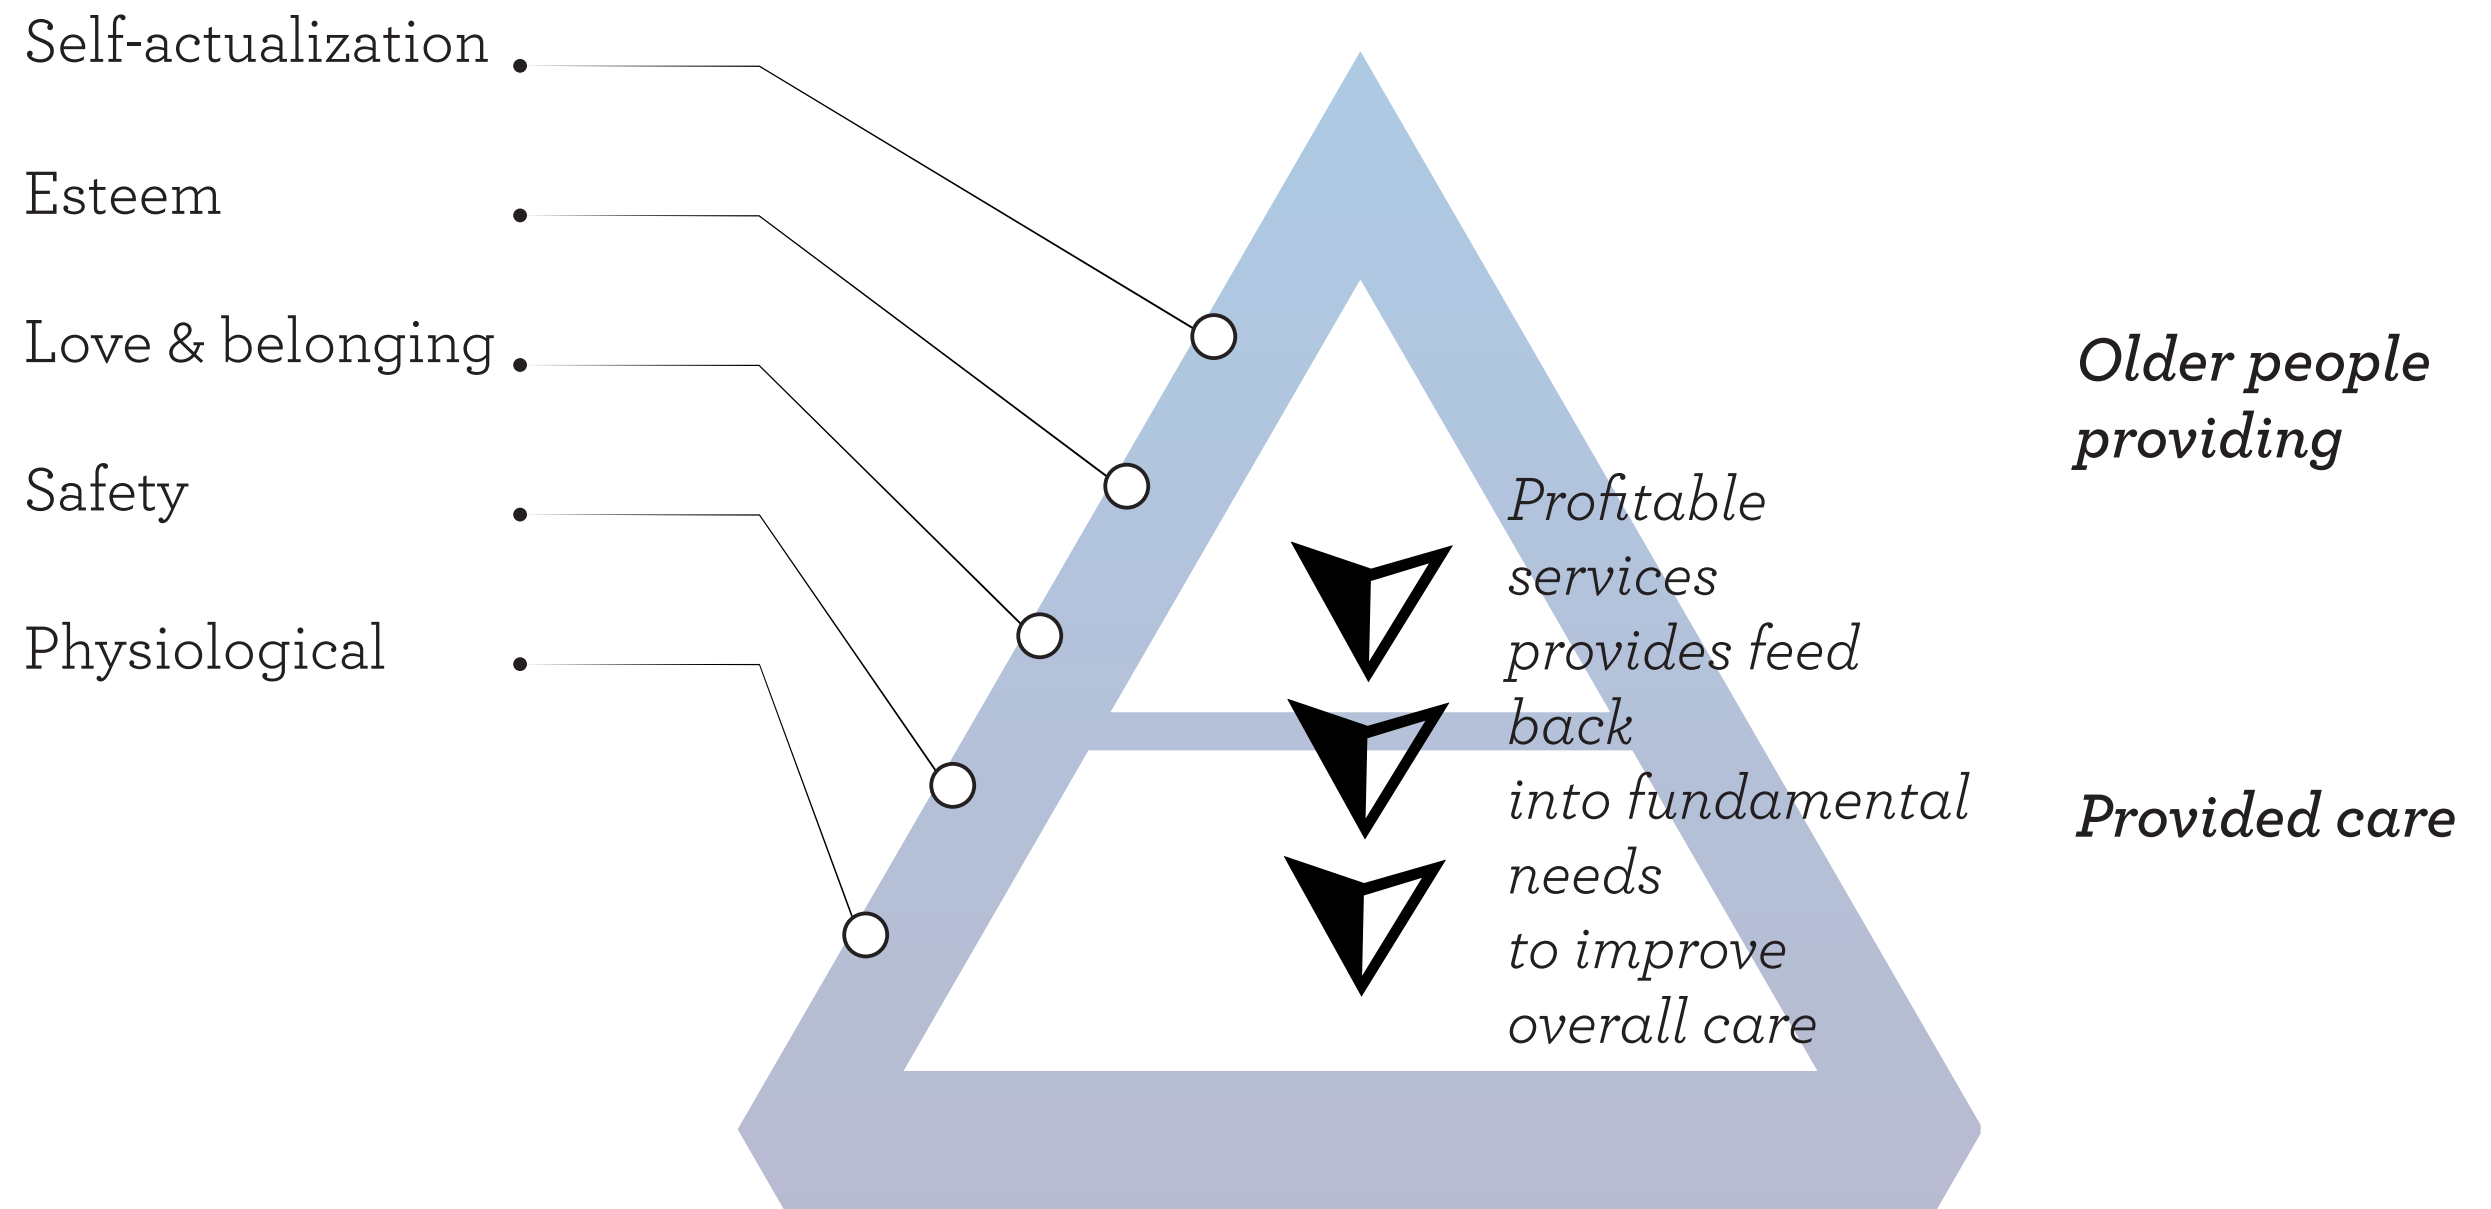 Self-actualization
Esteem
Love & belonging
Safety
Physiological
Profitable
services
provides feed
back
into fundamental
needs
to improve
overall care
Older people
providing
Provided care